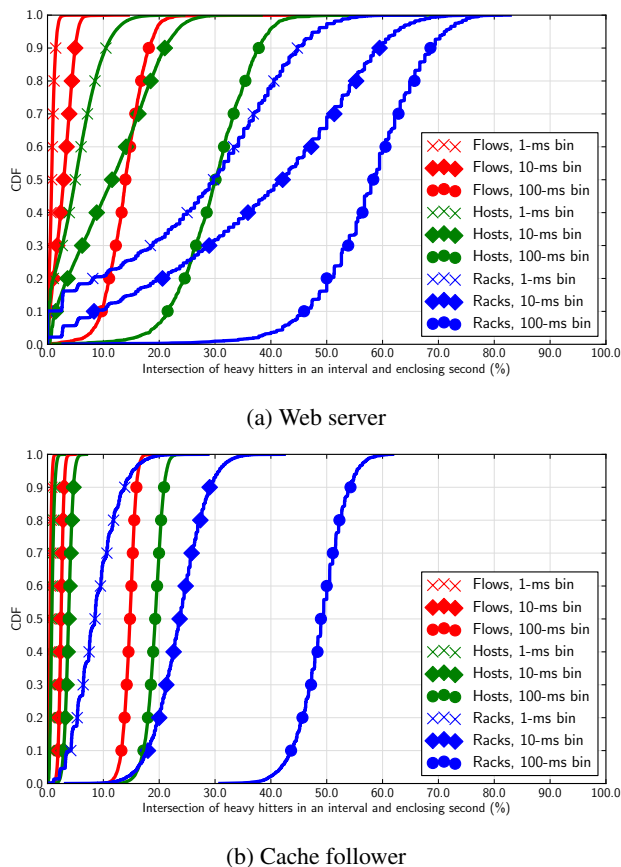 1.0
0.9
0.8
0.7
0.6
0.5
0.4
0.3
0.2
0.1
0.0
CDF
Flows, 1-ms bin
Flows, 10-ms bin
Flows, 100-ms bin
Hosts, 1-ms bin
Hosts, 10-ms bin
Hosts, 100-ms bin
Racks, 1-ms bin
Racks, 10-ms bin
Racks, 100-ms bin
0.0 10.0 20.0 30.0 40.0 50.0 60.0 70.0 80.0 90.0 100.0
Intersection of heavy hitters in an interval and enclosing second (%)
(a) Web server
1.0
0.9
0.8
0.7
0.6
0.5
0.4
0.3
0.2
0.1
0.0
CDF
Flows, 1-ms bin
Flows, 10-ms bin
Flows, 100-ms bin
Hosts, 1-ms bin
Hosts, 10-ms bin
Hosts, 100-ms bin
Racks, 1-ms bin
Racks, 10-ms bin
Racks, 100-ms bin
0.0 10.0 20.0 30.0 40.0 50.0 60.0 70.0 80.0 90.0 100.0
Intersection of heavy hitters in an interval and enclosing second (%)
(b) Cache follower